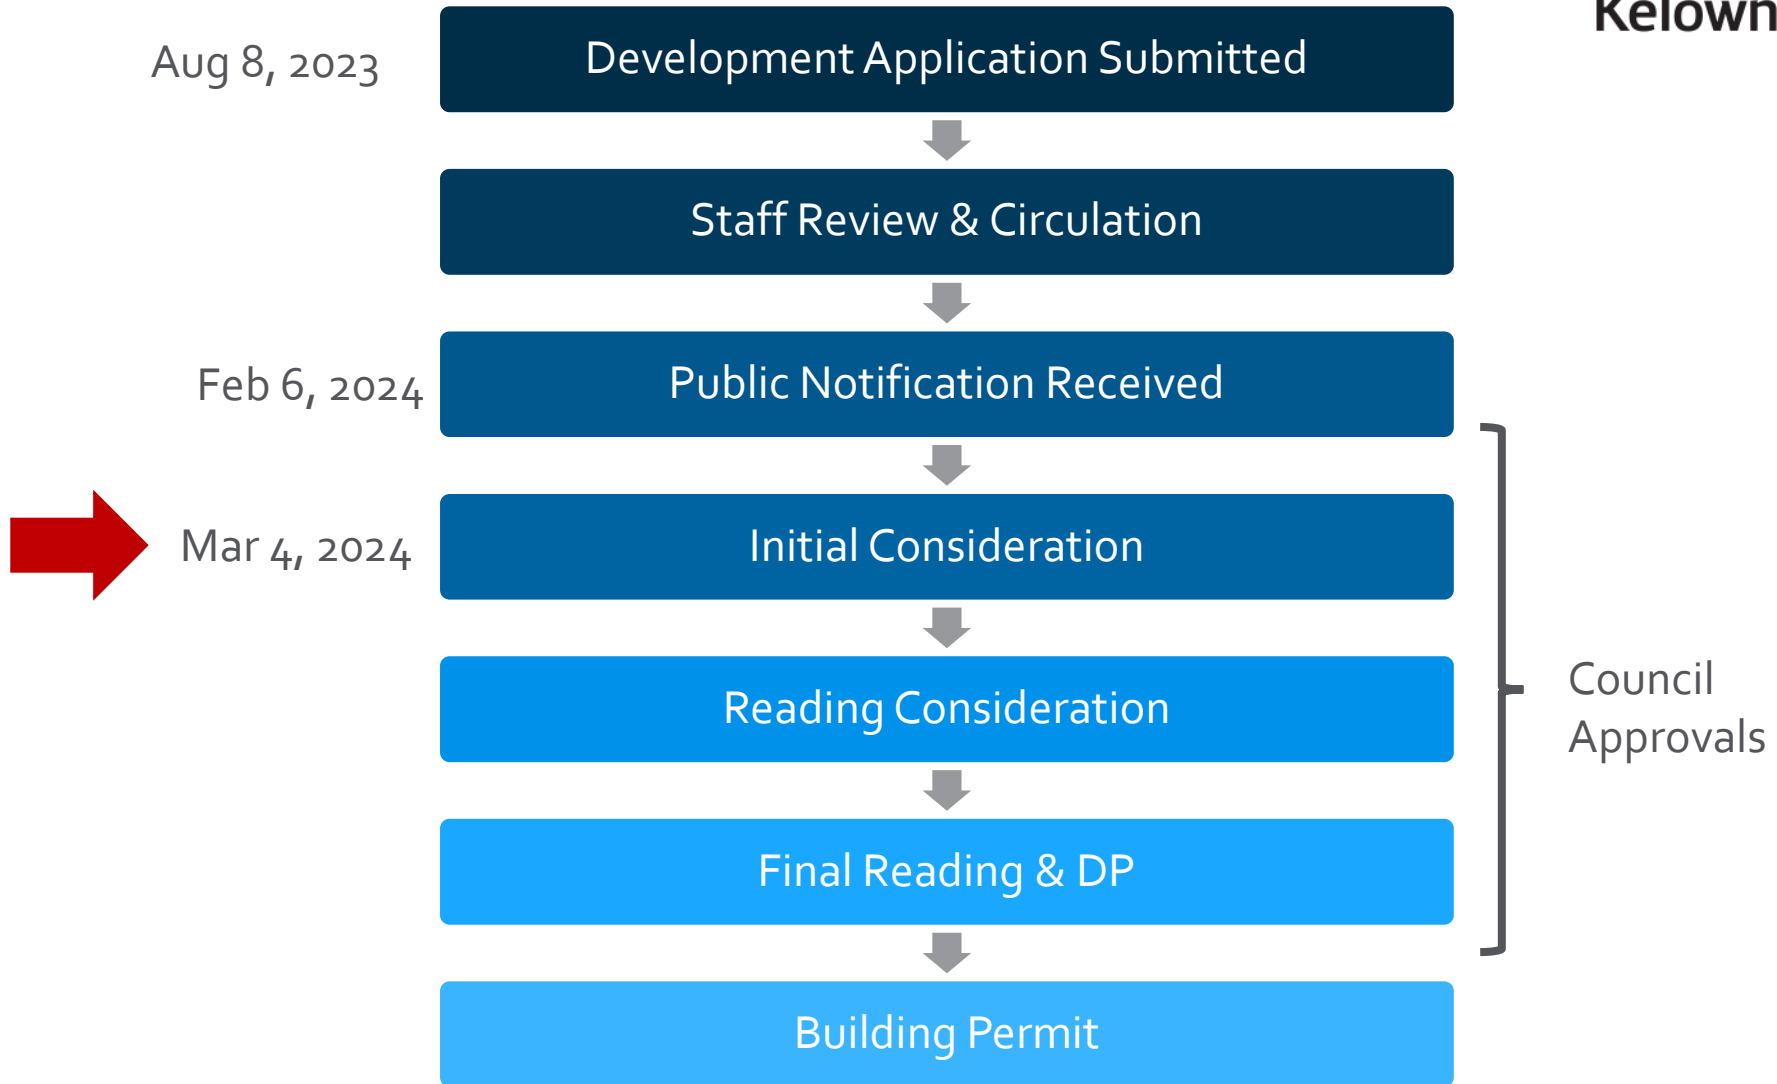 Kelown
Aug 8, 2023
Development Application Submitted
Staff Review & Circulation
Feb 6, 2024
Public Notification Received
Mar 4, 2024
Initial Consideration
Reading Consideration
Council
Approvals
Final Reading & DP
Building Permit